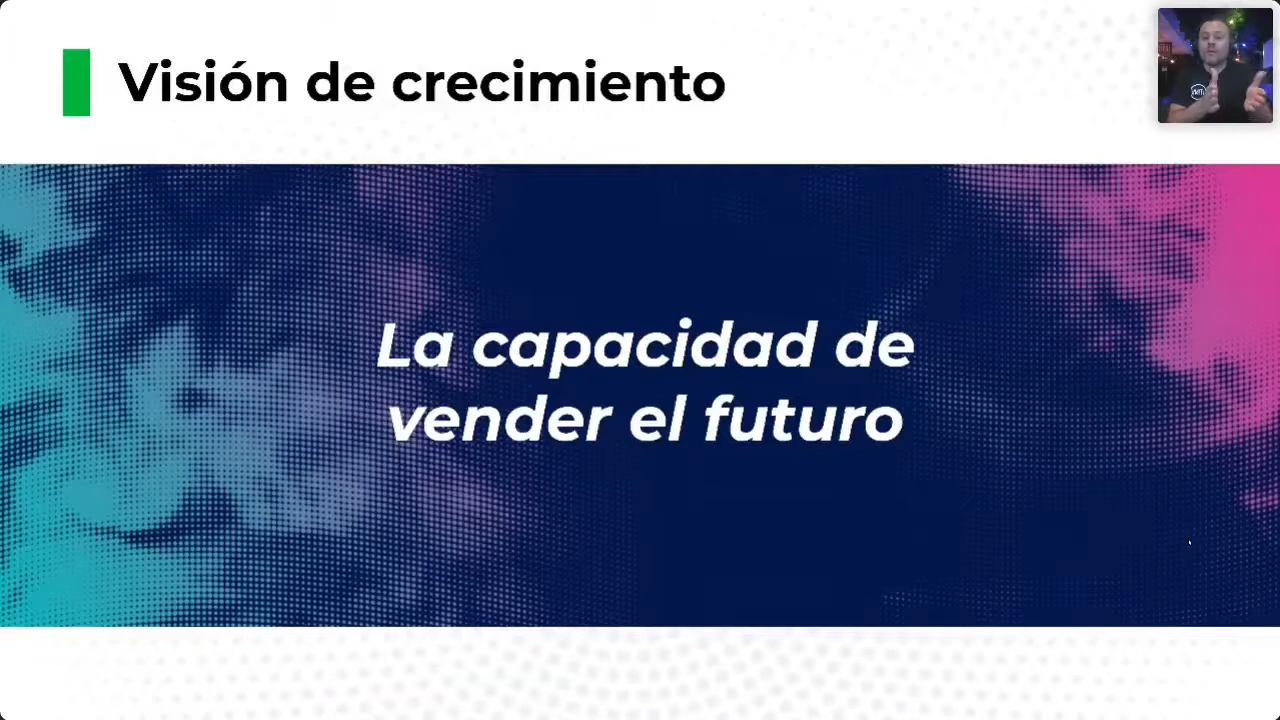 Visión de crecimiento
La capacidad de
vender el futuro